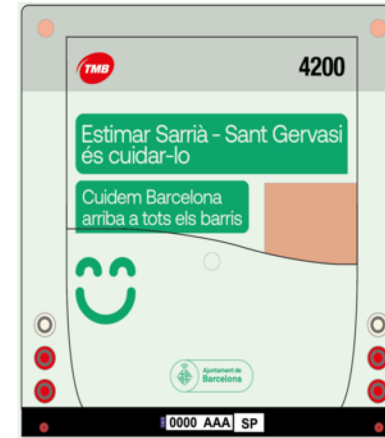 TMB
4200
Estimar Sarrià - Sant Gervasi
és cuidar-lo
Cuidem Barcelona
arriba a tots els barris
Ajuntament de
Barcelona
0000 AAA SP